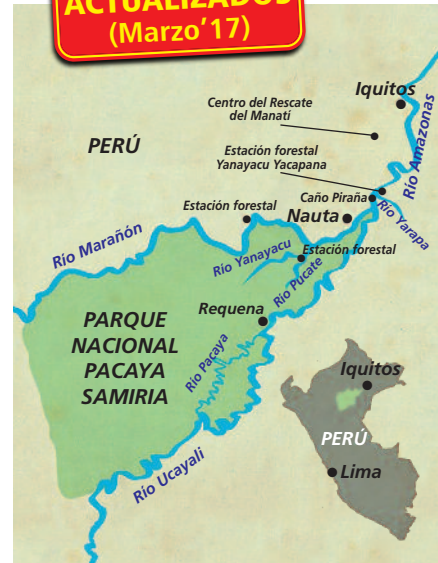 ACTUALIZADOS
(Marzo'17)
Iquitos
Centro del Rescate
del Manatí
PERÚ
Río Amazonas
Estación forestal
Yanayacu Yacapana
Caño Piraña
Estación forestal
Nauta
Río Yarapa
Río Marañón
Río Yanayacu
Estación forestal
Río Pucate
Requena
PARQUE
NACIONAL
PACAYA
SAMIRIA
Río Pacaya
Iquitos
PERÚ
Lima
Río Ucayali